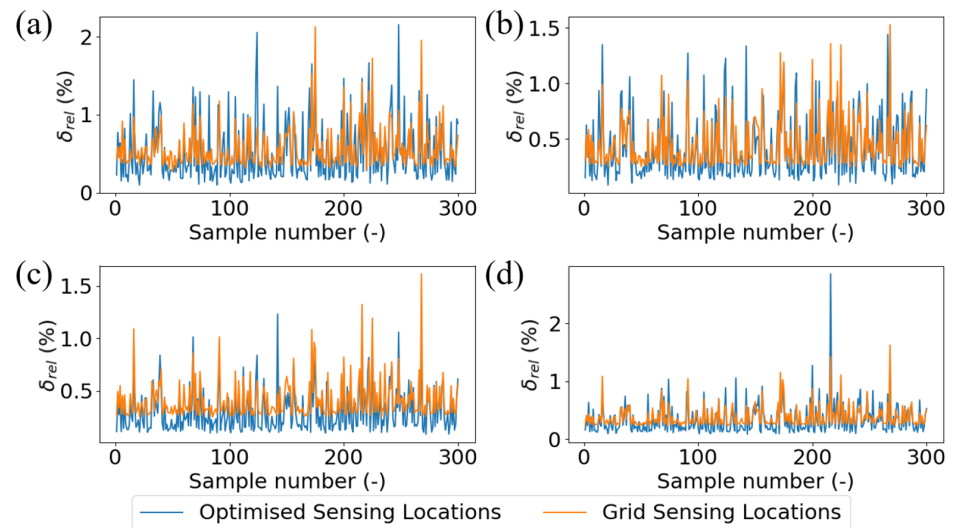 (a)
2
1
0
δrel (%)
0 100 200 300
Sample number (-)
(b)
1.5
1.0
0.5
δrel (%)
0 100 200 300
Sample number (-)
(c)
1.5
1.0
0.5
δrel (%)
0 100 200 300
Sample number (-)
(d)
2
1
0
δrel (%)
0 100 200 300
Sample number (-)
Optimised Sensing Locations Grid Sensing Locations